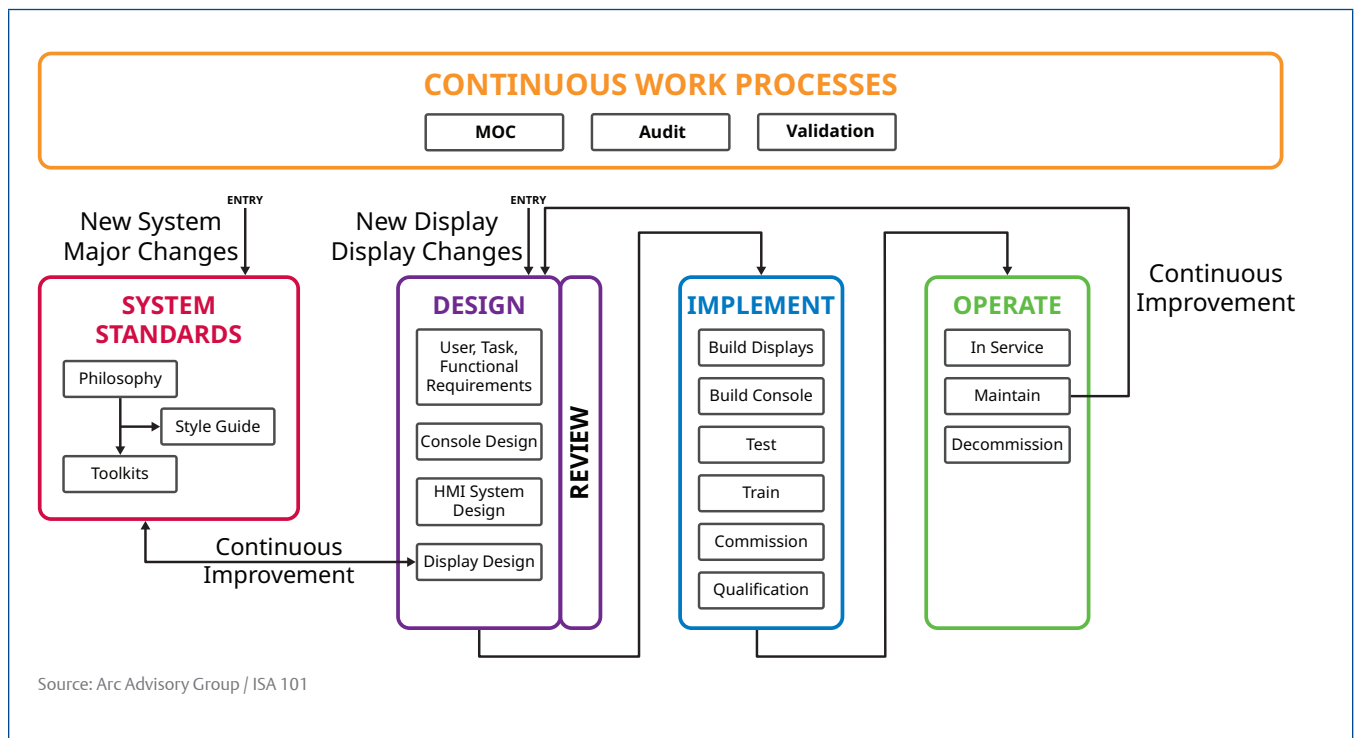 CONTINUOUS WORK PROCESSES
MOC
Audit
Validation
ENTRY
New System
Major Changes
ENTRY
New Display
Display Changes
SYSTEM
STANDARDS
Philosophy
Style Guide
Toolkits
Continuous
Improvement
DESIGN
User, Task,
Functional
Requirements
Console Design
HMI System
Design
Display Design
REVIEW
IMPLEMENT
Build Displays
Build Console
Test
Train
Commission
Qualification
OPERATE
In Service
Maintain
Decommission
Continuous
Improvement
Source: Arc Advisory Group / ISA 101